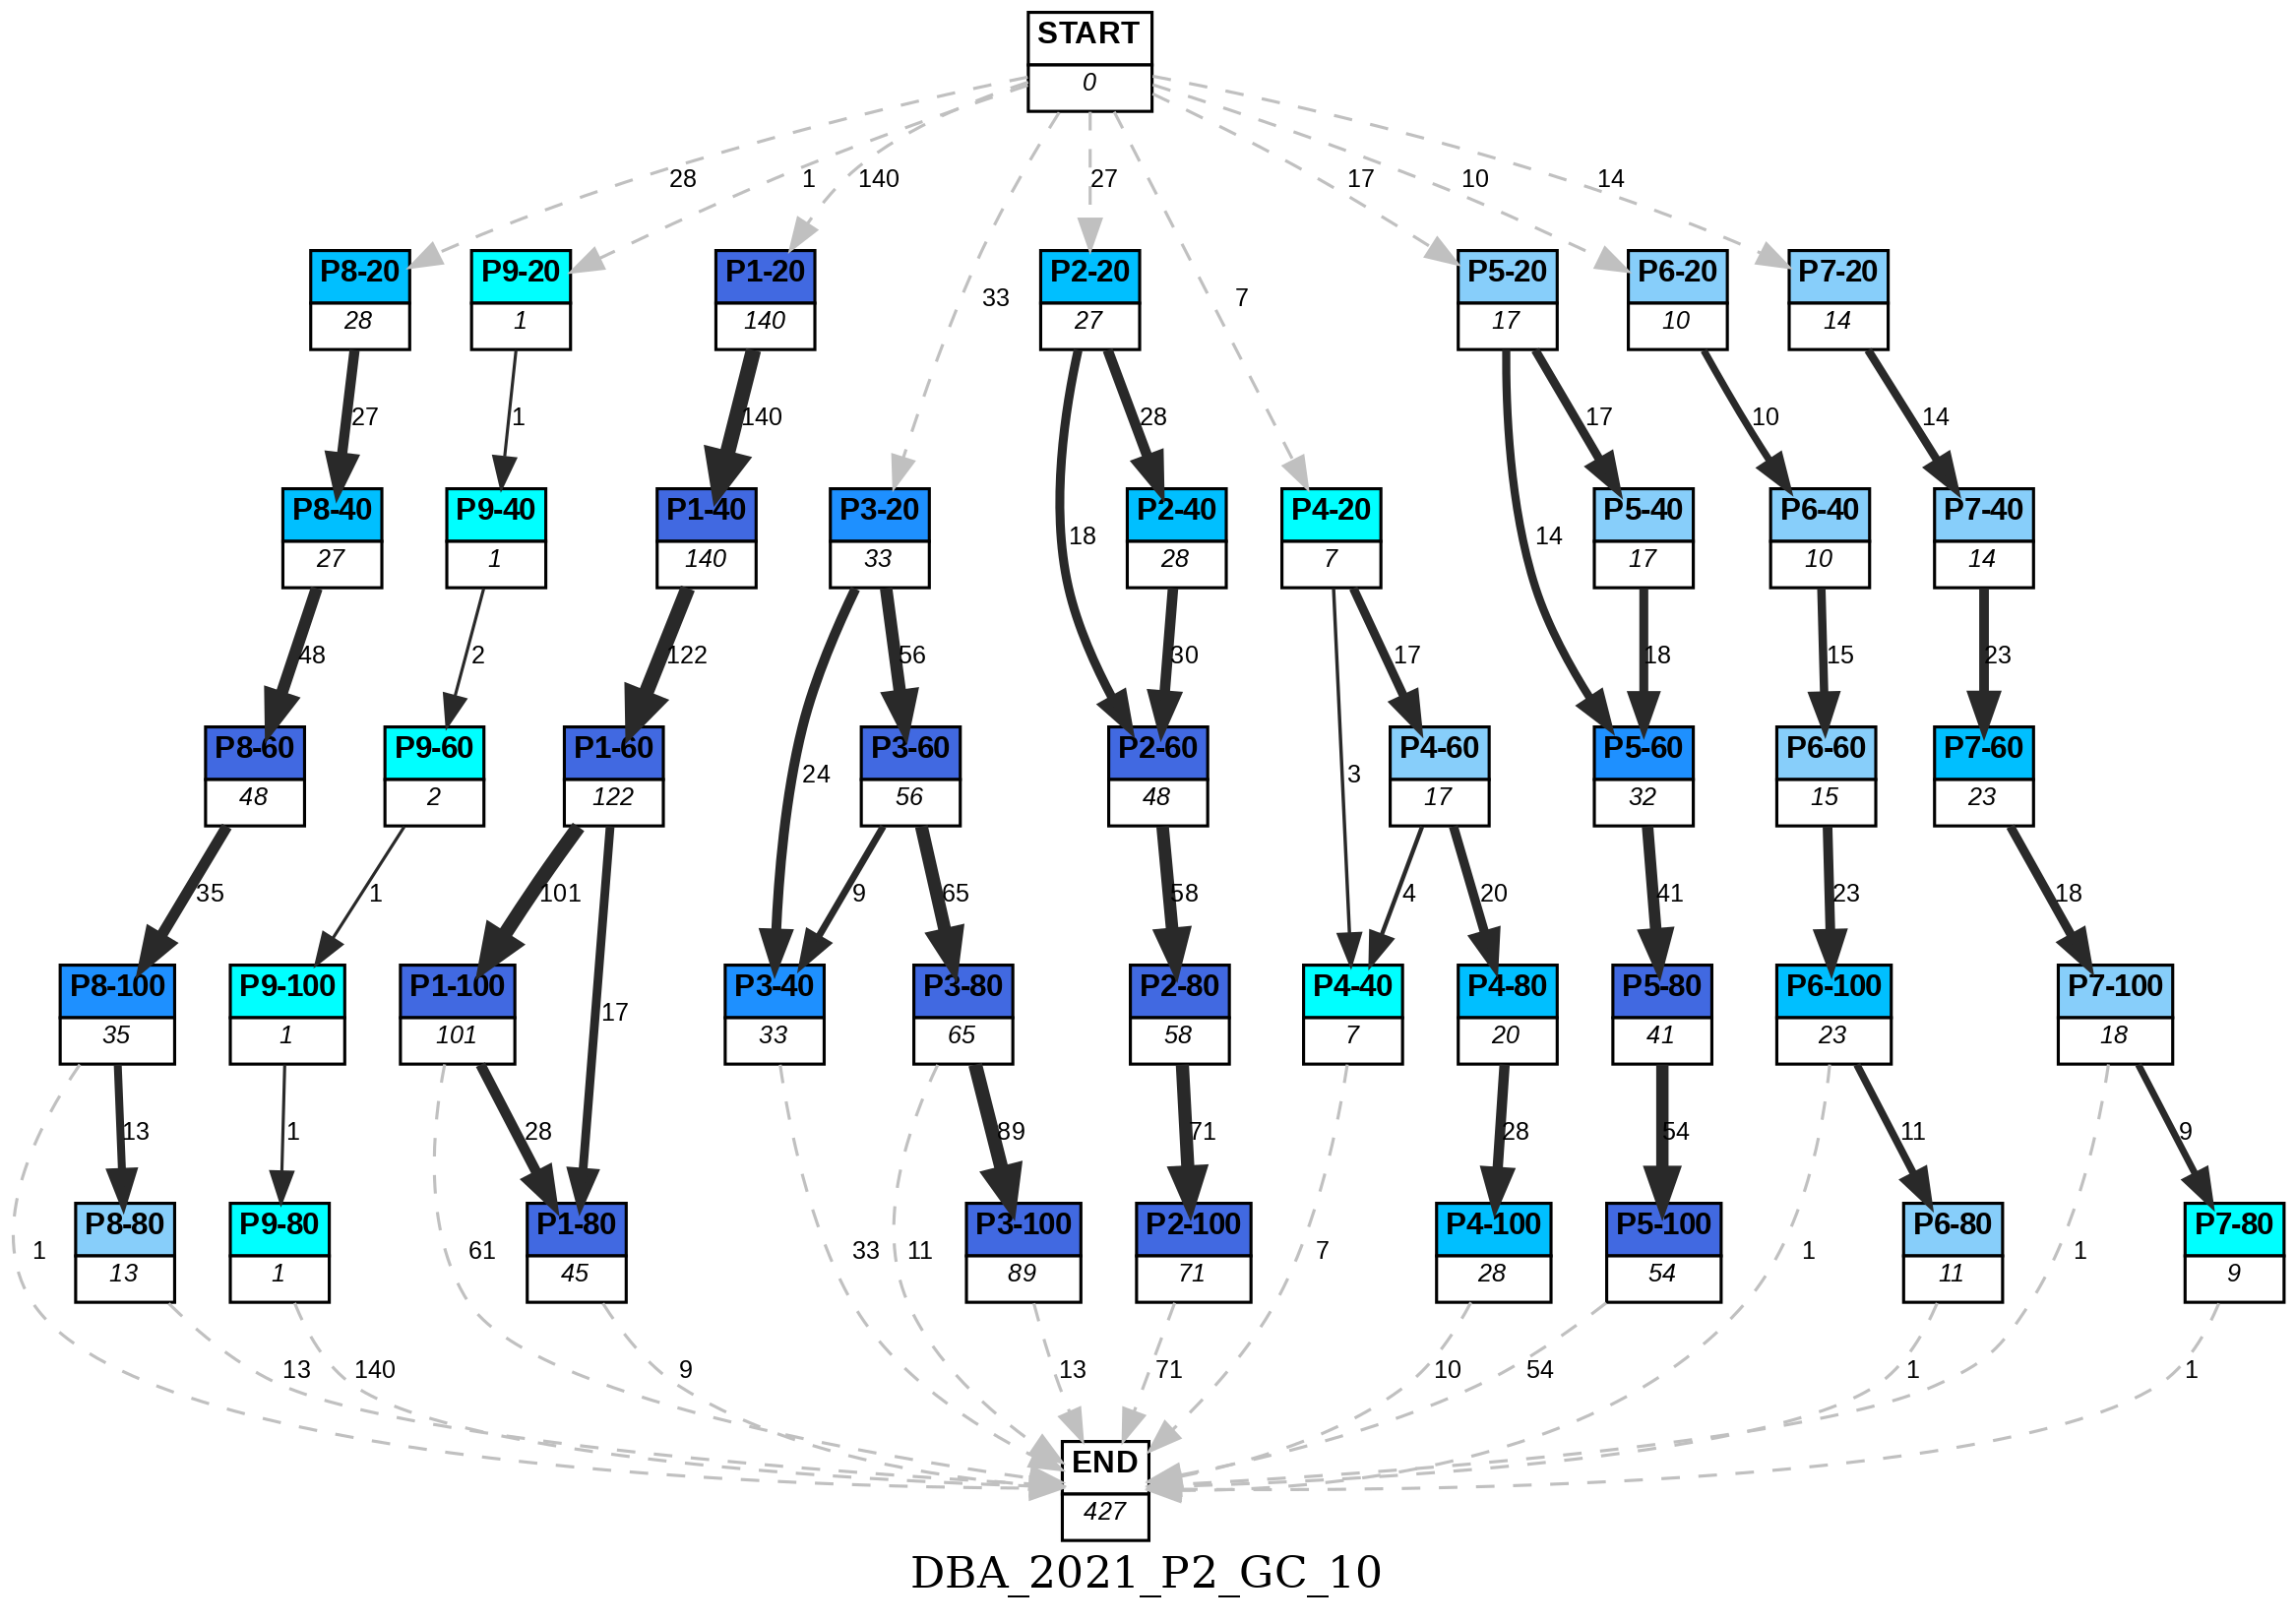 START
0
28
1
140
27
17
10
14
P8-20
28
P9-20
1
P1-20
140
33
P2-20
27
7
P5-20
17
P6-20
10
P7-20
14
27
1
140
28
17
10
14
P8-40
27
P9-40
1
P1-40
140
P3-20
33
18
P2-40
28
P4-20
7
14
P5-40
17
P6-40
10
P7-40
14
48
2
122
56
30
17
18
15
23
P8-60
48
P9-60
2
P1-60
122
24
P3-60
56
P2-60
48
3
P4-60
17
P5-60
32
P6-60
15
P7-60
23
35
1
101
9
65
58
4
20
41
23
18
P8-100
35
P9-100
1
P1-100
101
17
P3-40
33
P3-80
65
P2-80
58
P4-40
7
P4-80
20
P5-80
41
P6-100
23
P7-100
18
13
1
28
89
71
28
54
11
9
1
P8-80
13
P9-80
1
61
P1-80
45
33
11
P3-100
89
P2-100
71
7
P4-100
28
P5-100
54
1
P6-80
11
1
P7-80
9
13
140
9
13
71
10
54
1
1
END
427
DBA_2021_P2_GC_10